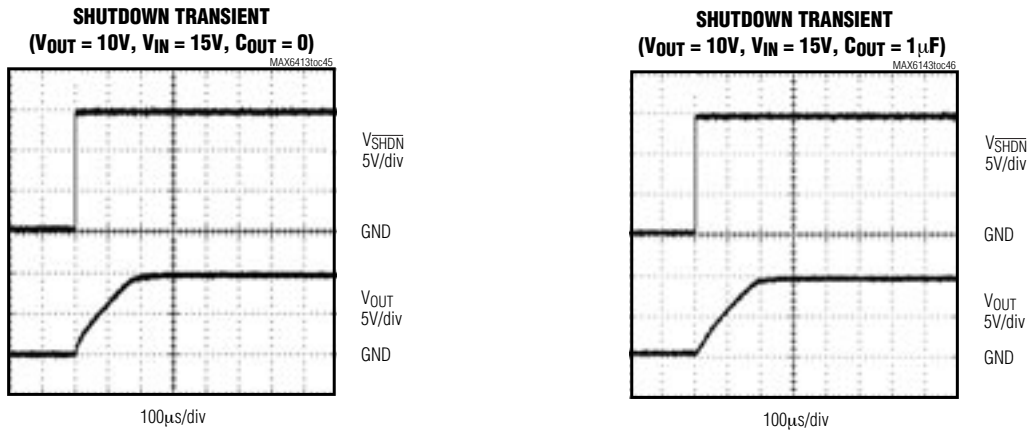 SHUTDOWN TRANSIENT
(VOUT = 10V, VIN = 15V, COUT = 0)
MAX6413toc45
VSHDN
5V/div
GND
VOUT
5V/div
GND
100μs/div
SHUTDOWN TRANSIENT
(VOUT = 10V, VIN = 15V, COUT = 1μF)
MAX6143toc46
VSHDN
5V/div
GND
VOUT
5V/div
GND
100μs/div